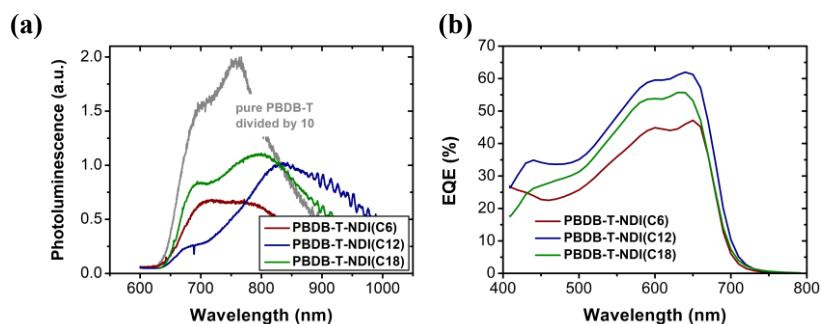 (a)
Photoluminescence (a.u.)
2.0
1.5
1.0
0.5
0.0
pure PBDB-T
divided by 10
PBDB-T-NDI(C6)
PBDB-T-NDI(C12)
PBDB-T-NDI(C18)
600 700 800 900 1000
Wavelength (nm)
(b)
EQE (%)
70
60
50
40
30
20
10
0
PBDB-T-NDI(C6)
PBDB-T-NDI(C12)
PBDB-T-NDI(C18)
400 500 600 700 800
Wavelength (nm)